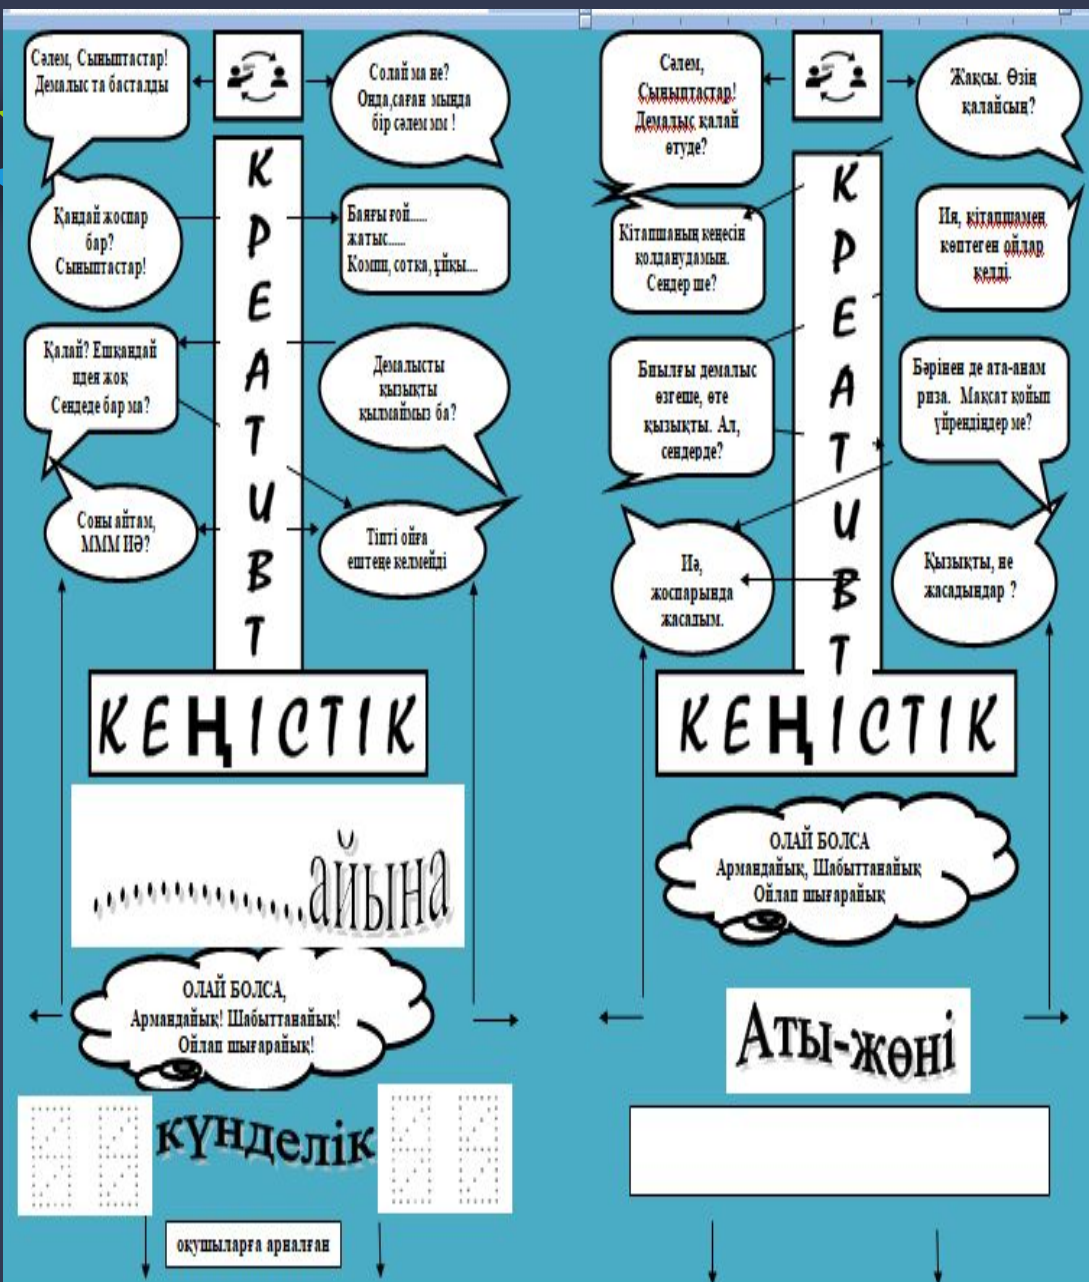 Сәлем, Сыныптастар!
Демалыс та басталды
Солай ма не?
Онда,саған мыңда
бір сәлем мм !
Қандай жоспар
бар?
Сыныптастар!
Баяғы ғой......
жатыс......
Компп, сотка, ұйқы....
Қалай? Ешқандай
идея жоқ
Сендеде бар ма?
Демалысты
қызықты
қылмаймыз ба?
Соны айтам,
МММ ИӘ?
Тіпті ойға
ештеңе келмейді
К
Р
Е
А
Т
И
В
Т
КЕҢІСТІК
....................айына
ОЛАЙ БОЛСА,
Армандайық! Шабыттанайық!
Ойлап шығарайық!
күнделік
оқушыларға арналған
Сәлем,
Сыныптастар!
Демалыс қалай
өтуде?
Жақсы. Өзің
қалайсың?
Кітапшаның кеңесін
қолданудамын.
Сендер ше?
Ия, кітапшамен
көптеген ойлар
келді.
Биылғы демалыс
өзгеше, өте
қызықты. Ал,
сендерде?
Бәрінен де ата-анам
риза. Мақсат қойып
үйрендіңдер ме?
Иә,
жоспарында
жасадым.
Қызықты, не
жасадыңдар ?
К
Р
Е
А
Т
И
В
Т
КЕҢІСТІК
ОЛАЙ БОЛСА
Армандайық, Шабыттанайық
Ойлап шығарайық
Аты-жөні